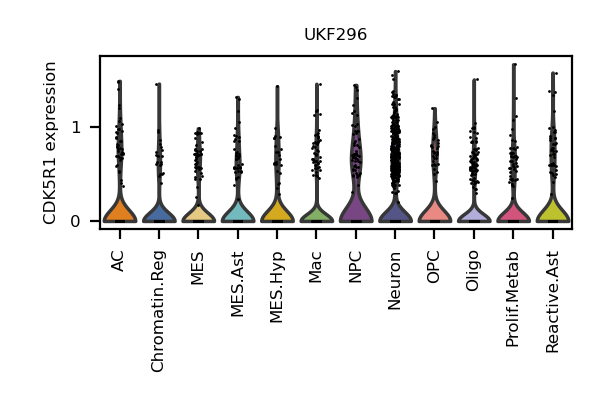 UKF296
CDK5R1 expression
1
0
AC
Chromatin.Reg
MES
MES.Ast
MES.Hyp
Mac
NPC
Neuron
OPC
Oligo
Prolif.Metab
Reactive.Ast